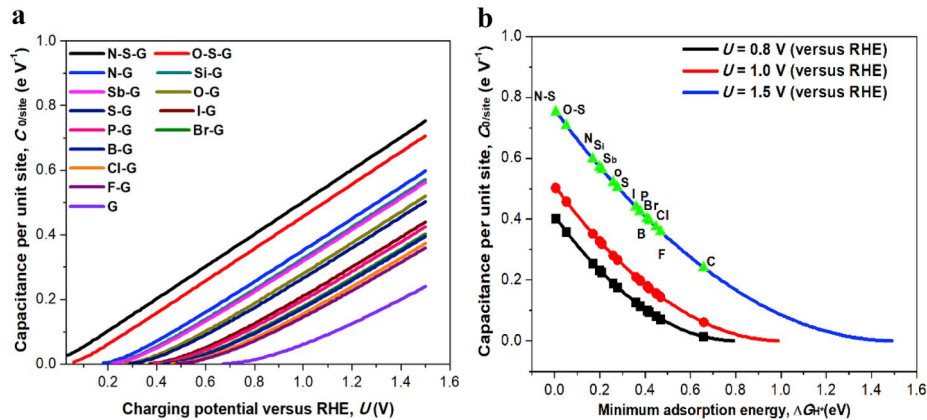 a
Capacitance per unit site, C 0/site (e V⁻¹)
1.0
0.8
0.6
0.4
0.2
0.0
N-S-G O-S-G
N-G Si-G
Sb-G O-G
S-G I-G
P-G Br-G
B-G
Cl-G
F-G
G
0.2 0.4 0.6 0.8 1.0 1.2 1.4 1.6
Charging potential versus RHE, U(V)
b
Capacitance per unit site, C0/site (e V⁻¹)
1.0
0.8
0.6
0.4
0.2
0.0
U = 0.8 V (versus RHE)
U = 1.0 V (versus RHE)
U = 1.5 V (versus RHE)
N-S
O-S
N
Si
Sb
O
S
I P
Br
Cl
B
F
C
0.0 0.2 0.4 0.6 0.8 1.0 1.2 1.4 1.6
Minimum adsorption energy, ΛG H* (eV)